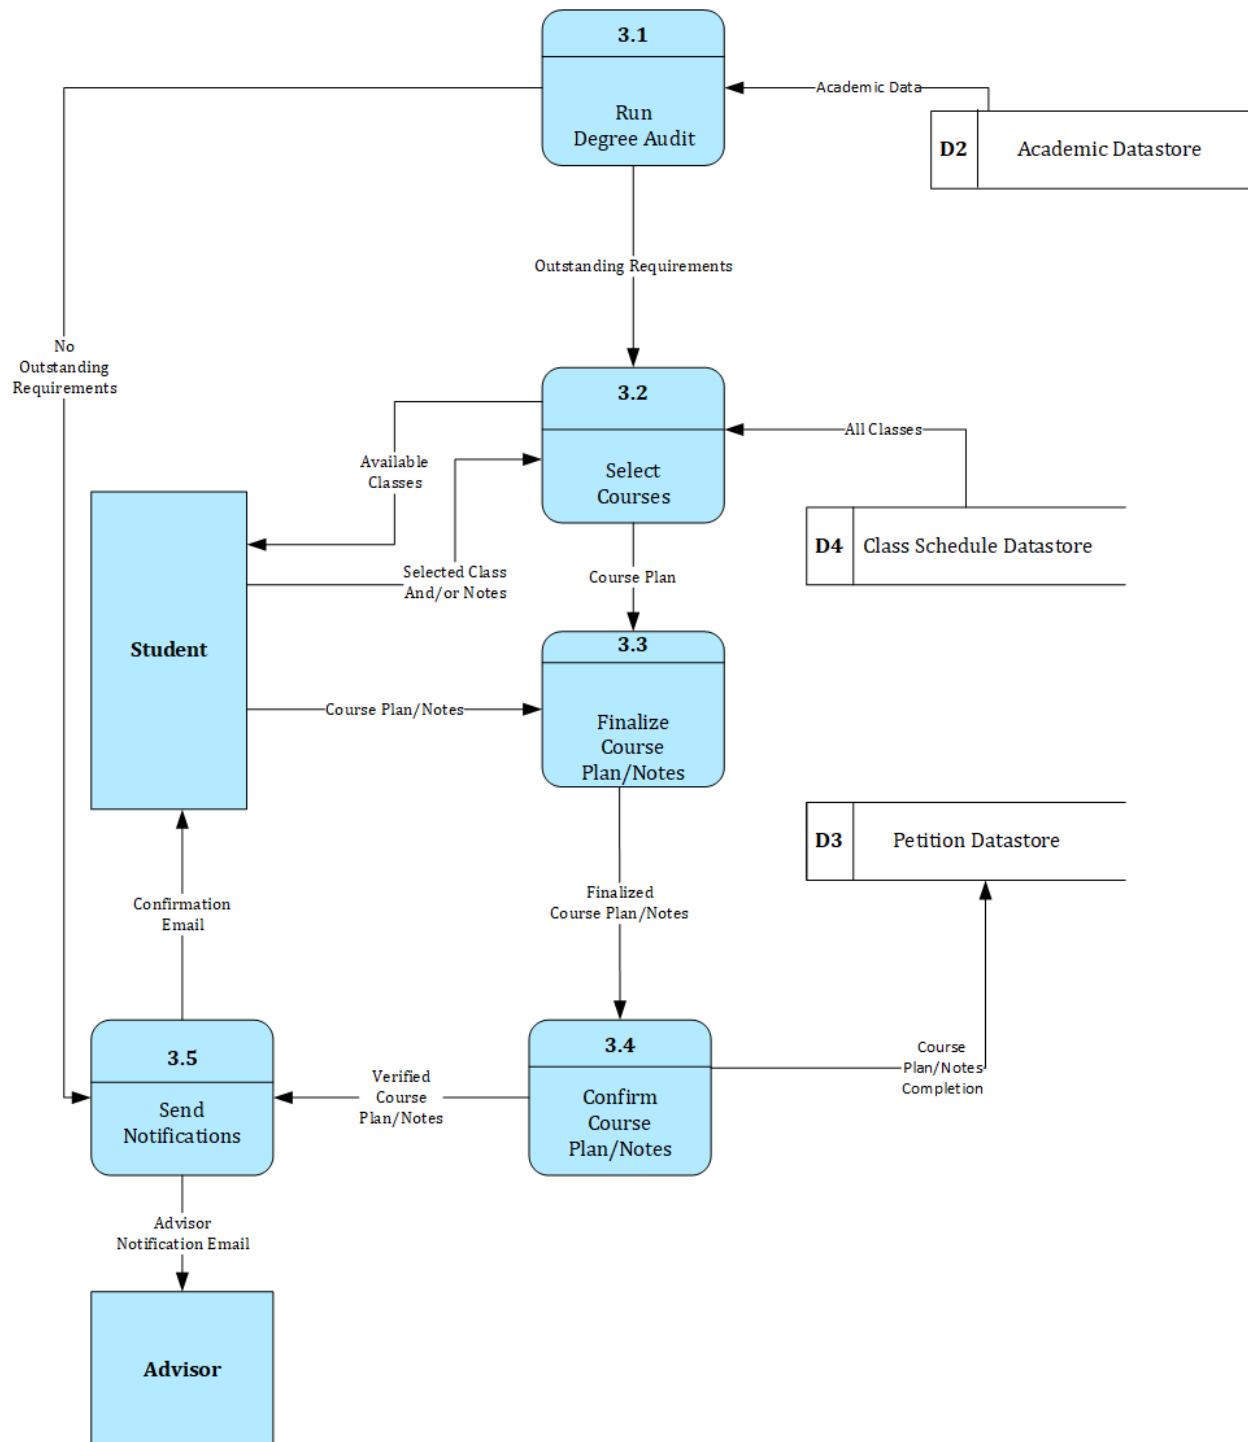 3.1
Run
Degree Audit
Academic Data
D2
Academic Datastore
Outstanding Requirements
No
Outstanding
Requirements
3.2
Select
Courses
All Classes
Available
Classes
D4
Class Schedule Datastore
Selected Class
And/or Notes
Course Plan
Student
3.3
Finalize
Course
Plan/Notes
Course Plan/Notes
D3
Petition Datastore
Finalized
Course Plan/Notes
Confirmation
Email
3.5
Send
Notifications
Verified
Course
Plan/Notes
3.4
Confirm
Course
Plan/Notes
Course
Plan/Notes
Completion
Advisor
Notification Email
Advisor